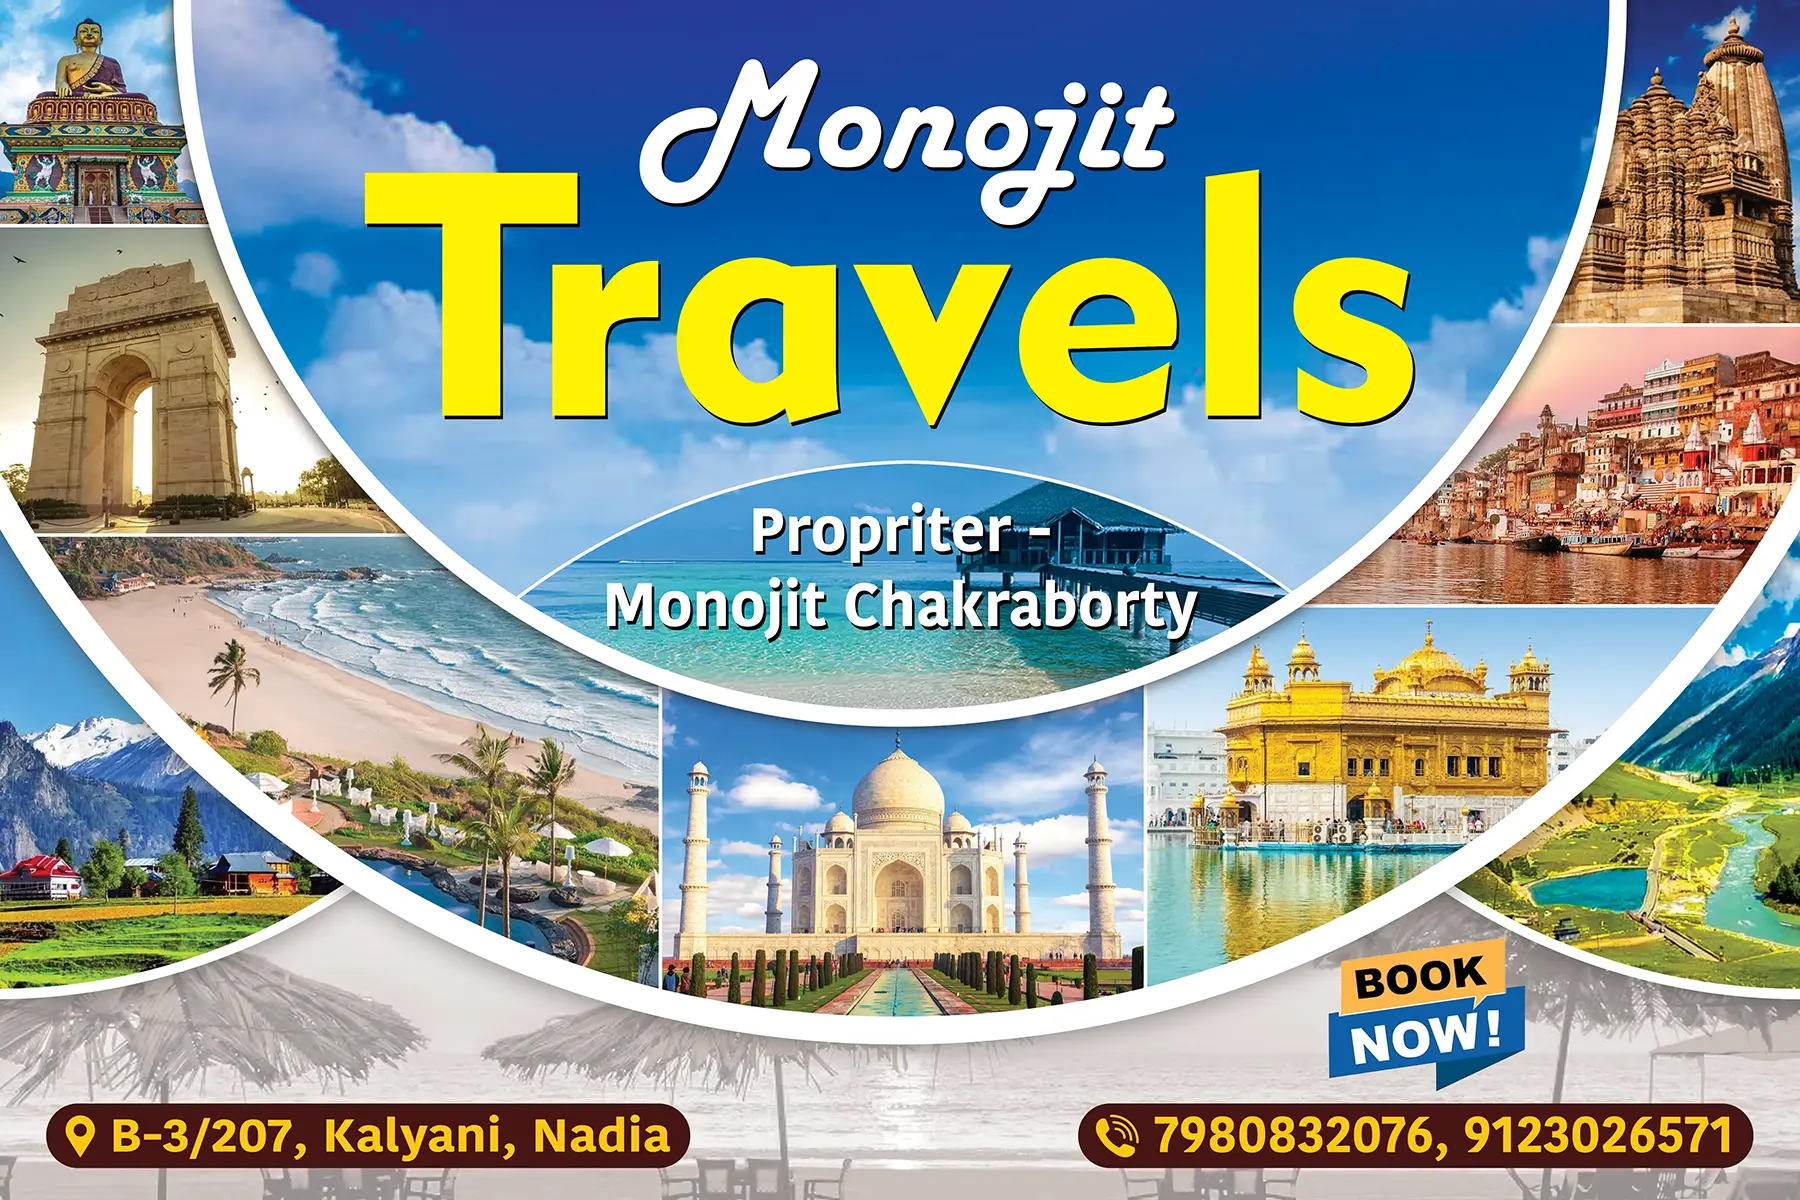 Monojit
Travels
Propriter -
Monojit Chakraborty
BOOK
NOW!
B-3/207, Kalyani, Nadia
7980832076, 9123026571